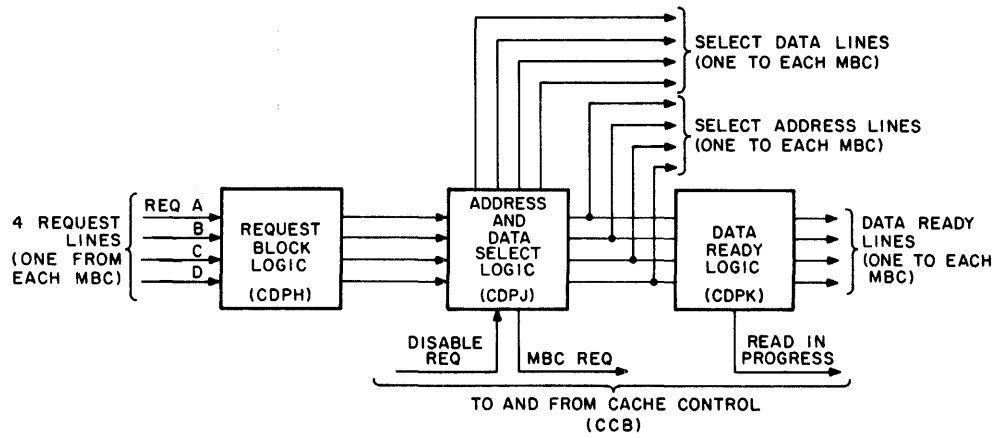 SELECT DATA LINES
(ONE TO EACH MBC)
SELECT ADDRESS LINES
(ONE TO EACH MBC)
4 REQUEST
LINES
(ONE FROM
EACH MBC)
REQ A
B
C
D
REQUEST
BLOCK
LOGIC
(CDPH)
ADDRESS
AND
DATA
SELECT
LOGIC
(CDPJ)
DATA
READY
LOGIC
(CDPK)
DATA READY
LINES
(ONE TO EACH
MBC)
DISABLE
REQ
MBC REQ
READ IN
PROGRESS
TO AND FROM CACHE CONTROL
(CCB)